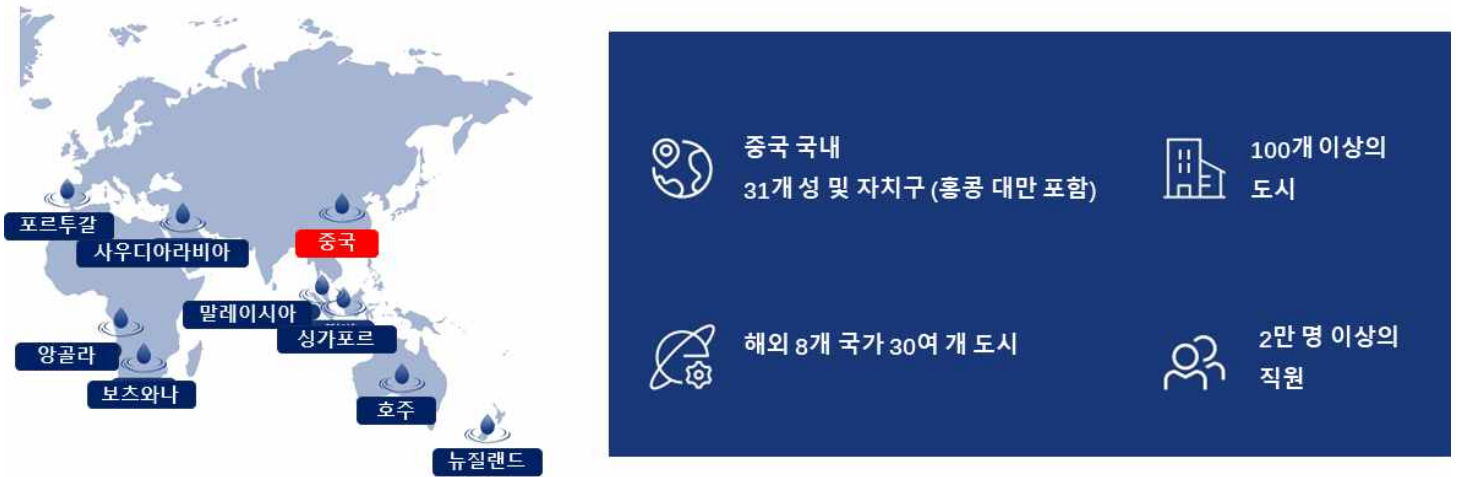 포르투갈
사우디아라비아
중국
말레이시아
싱가포르
앙골라
보츠와나
호주
뉴질랜드
중국 국내
31개 성 및 자치구 (홍콩 대만 포함)
100개 이상의
도시
해외 8개 국가 30여 개 도시
2만 명 이상의
직원